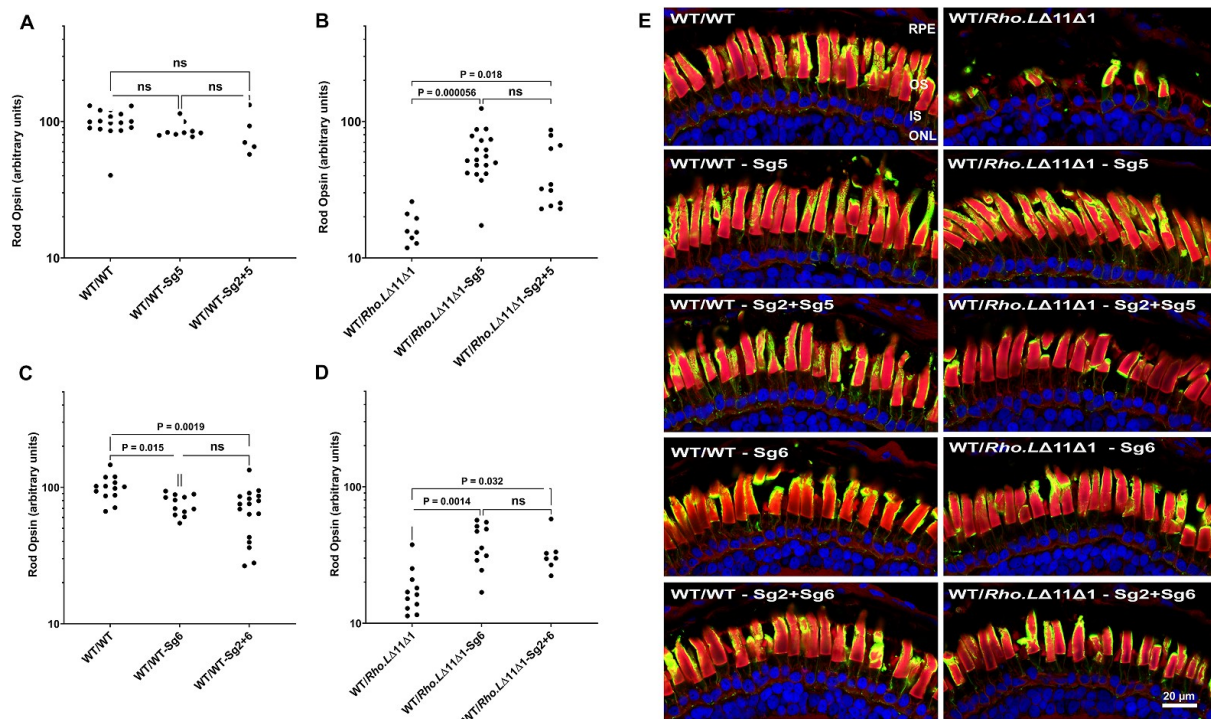 A
ns
ns
ns
Rod Opsin (arbitrary units)
100
10
WT/WT
WT/WT-Sg5
WT/WT-Sg2+5
B
P = 0.018
P = 0.000056
ns
Rod Opsin (arbitrary units)
100
10
WT/Rho.LΔ11Δ1
WT/Rho.LΔ11Δ1-Sg5
WT/Rho.LΔ11Δ1-Sg2+5
C
P = 0.0019
P = 0.015
ns
Rod Opsin (arbitrary units)
100
10
WT/WT
WT/WT-Sg6
WT/WT-Sg2+6
D
P = 0.032
P = 0.0014
ns
Rod Opsin (arbitrary units)
100
10
WT/Rho.LΔ11Δ1
WT/Rho.LΔ11Δ1-Sg6
WT/Rho.LΔ11Δ1-Sg2+6
E
WT/WT
RPE
OS
IS
ONL
WT/Rho.LΔ11Δ1
WT/WT - Sg5
WT/Rho.LΔ11Δ1 - Sg5
WT/WT - Sg2+Sg5
WT/Rho.LΔ11Δ1 - Sg2+Sg5
WT/WT - Sg6
WT/Rho.LΔ11Δ1 - Sg6
WT/WT - Sg2+Sg6
WT/Rho.LΔ11Δ1 - Sg2+Sg6
20 µm